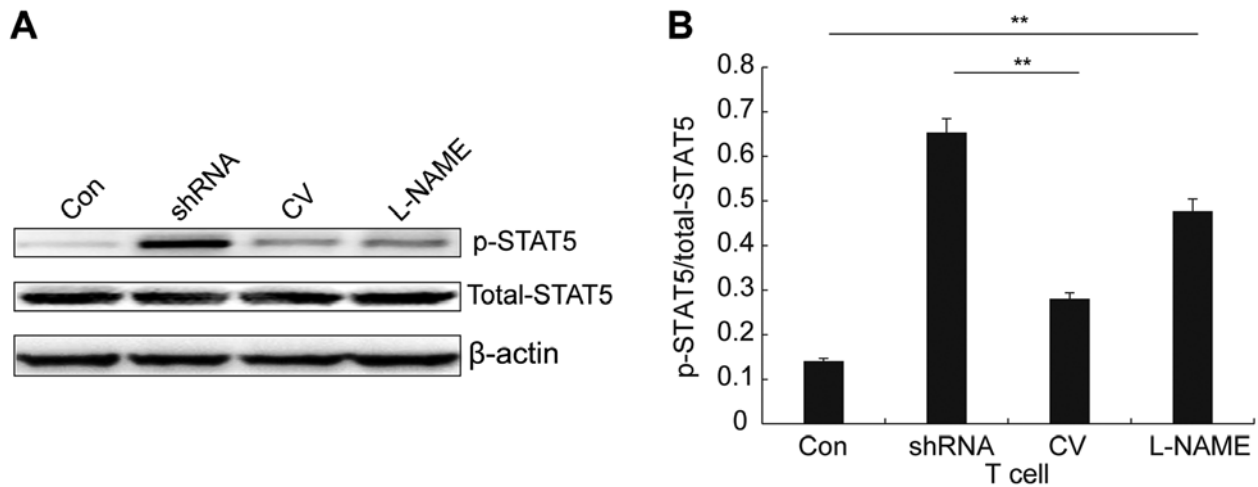 A
Con
shRNA
CV
L-NAME
p-STAT5
Total-STAT5
β-actin
B
**
**
p-STAT5/total-STAT5
0.8
0.7
0.6
0.5
0.4
0.3
0.2
0.1
0
Con shRNA CV L-NAME
T cell